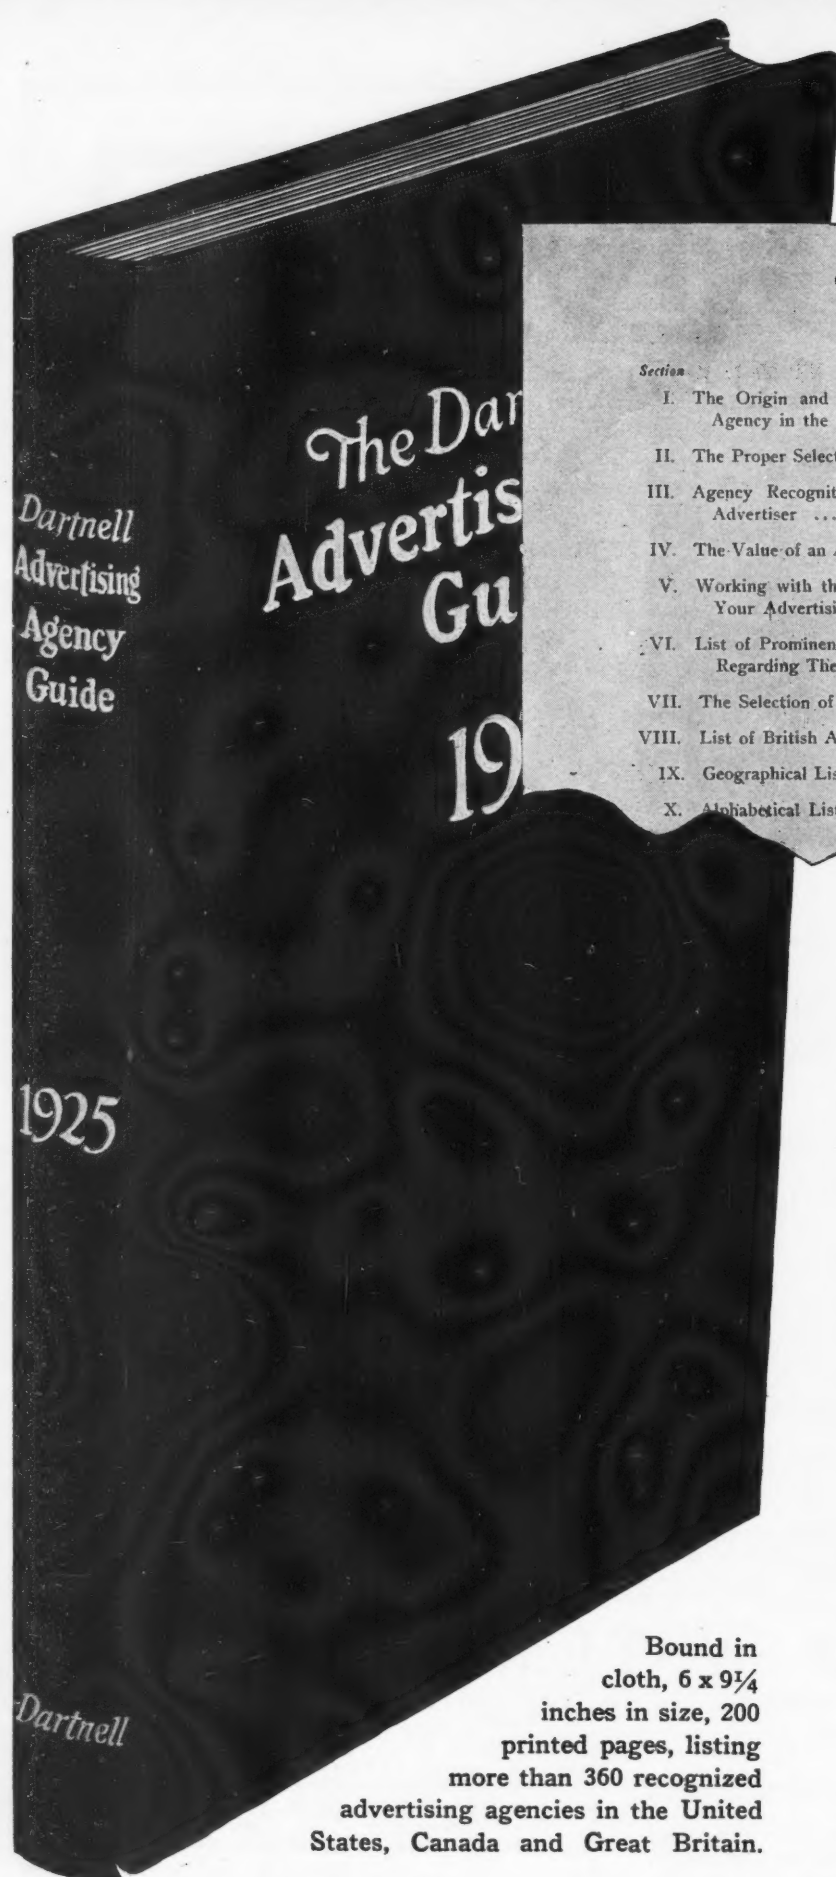 The Dar
Advertis
Gu
19
Dartnell
Advertising
Agency
Guide
1925
Dartnell
Section
I. The Origin and
Agency in the
II. The Proper Select
III. Agency Recognit
Advertiser ...
IV. The Value of an A
V. Working with th
Your Advertisi
VI. List of Prominen
Regarding The
VII. The Selection of
VIII. List of British A
IX. Geographical Lis
X. Alphabetical List
Bound in
cloth, 6 x 9¼
inches in size, 200
printed pages, listing
more than 360 recognized
advertising agencies in the United
States, Canada and Great Britain.